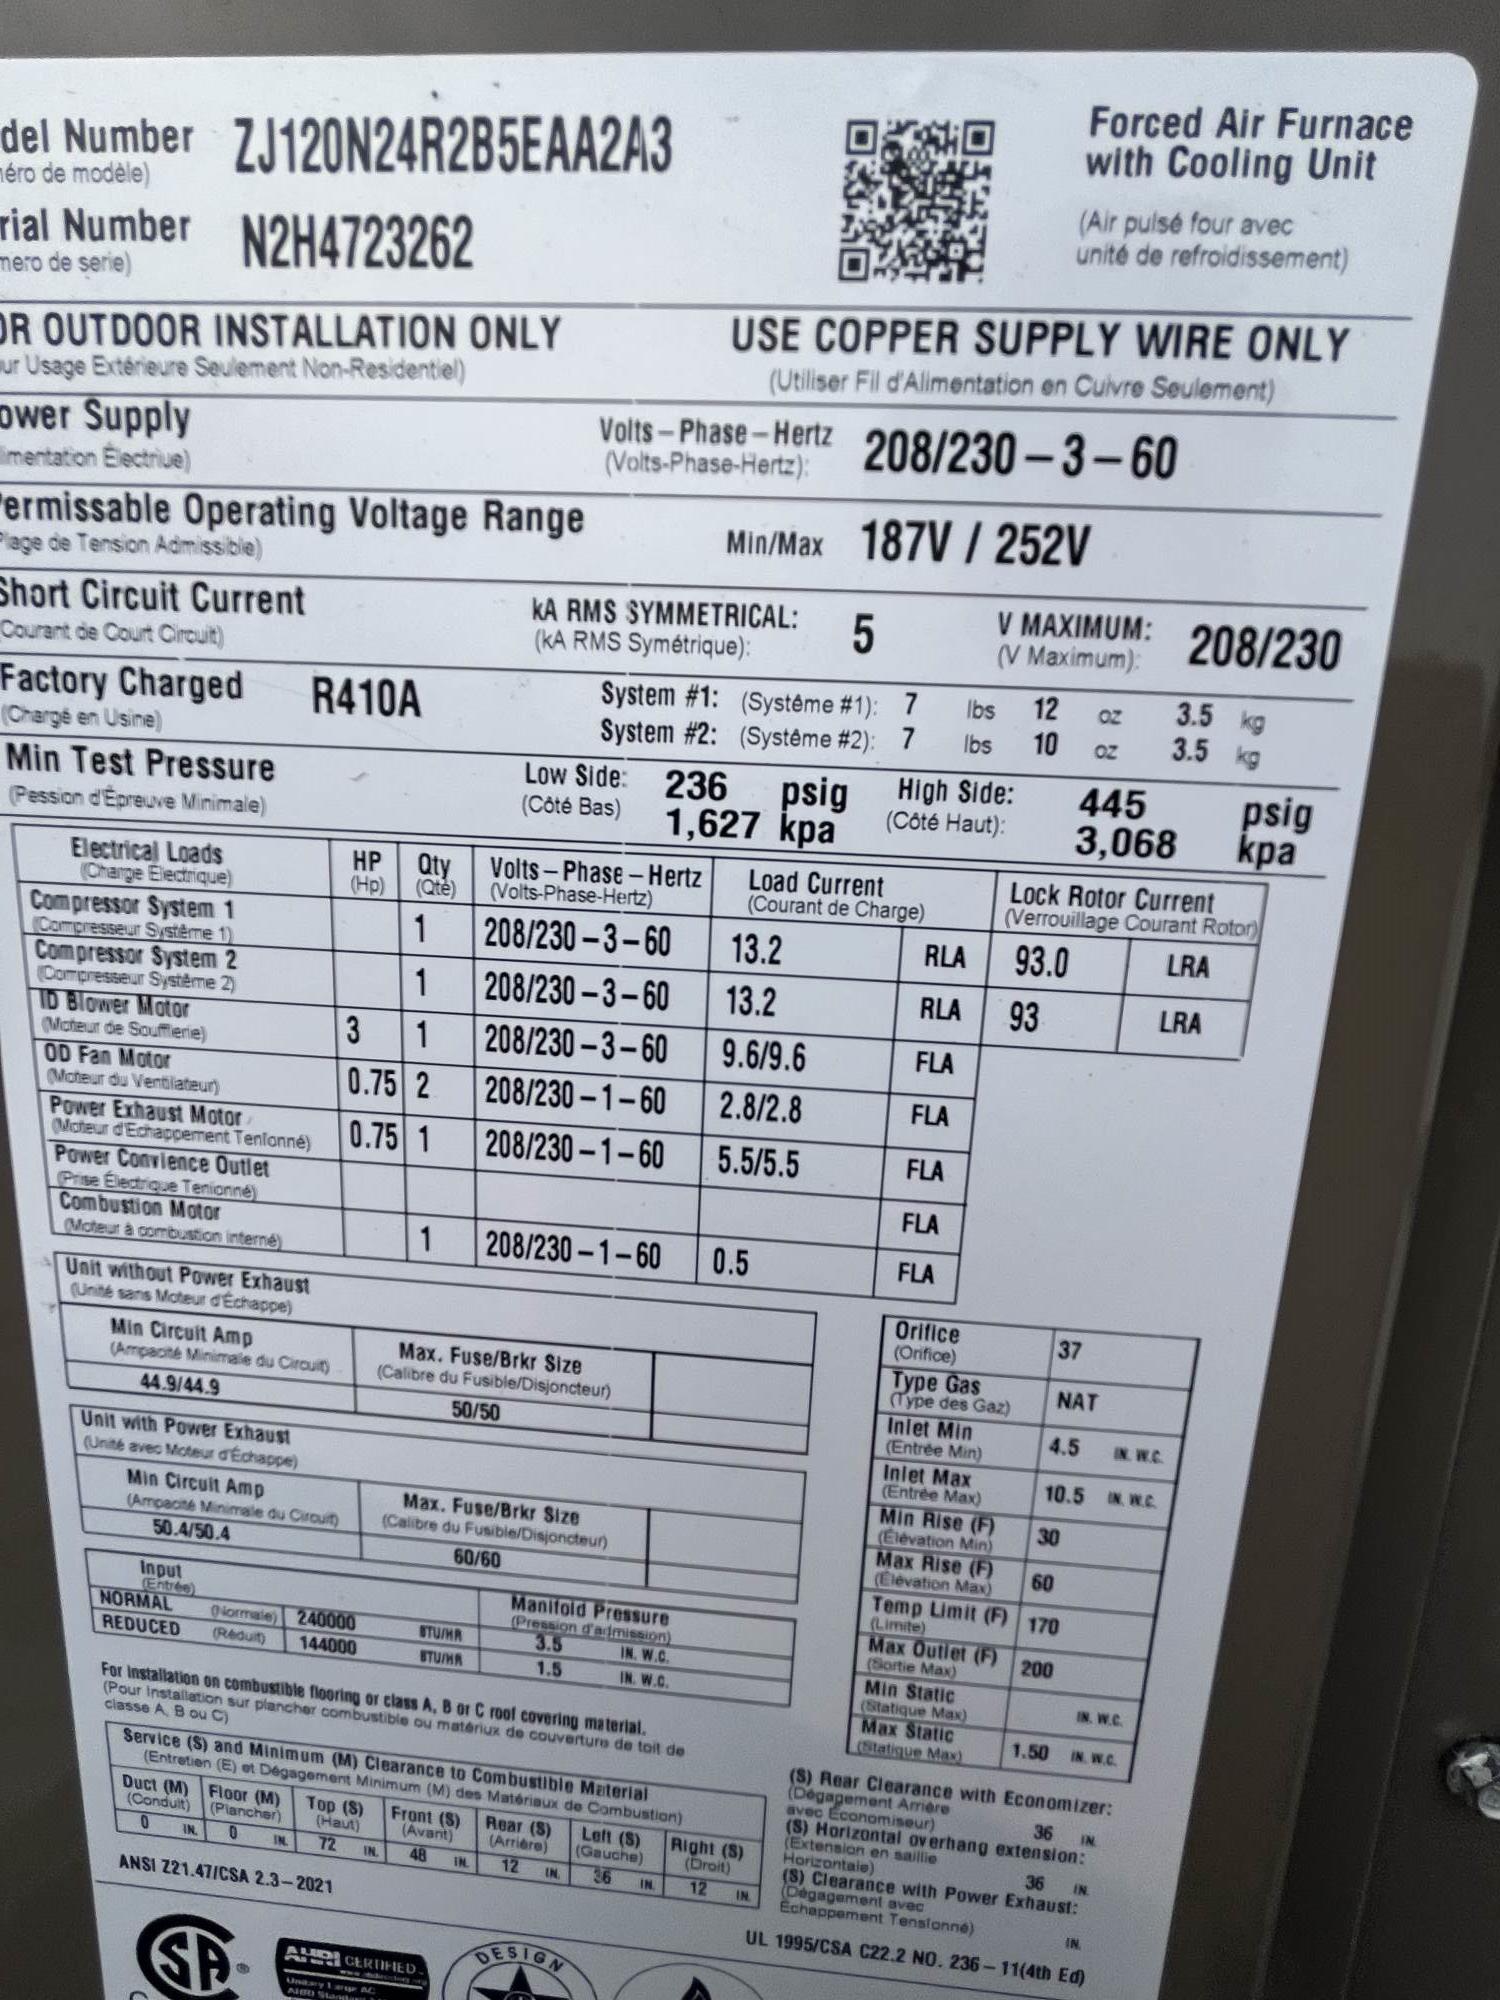 del Number ZJ120N24R2B5EAA2A3
éro de modèle)
rial Number N2H4723262
mero de serie)
Forced Air Furnace
with Cooling Unit
(Air pulsé four avec
unité de refroidissement)
OR OUTDOOR INSTALLATION ONLY
ur Usage Extérieure Seulement Non-Residentiel)
USE COPPER SUPPLY WIRE ONLY
(Utiliser Fil d'Alimentation en Cuivre Seulement)
ower Supply Volts – Phase – Hertz 208/230 – 3 – 60
imentation Électriue) (Volts-Phase-Hertz):
Permissable Operating Voltage Range Min/Max 187V / 252V
Plage de Tension Admissible)
Short Circuit Current kA RMS SYMMETRICAL: 5 V MAXIMUM: 208/230
(Courant de Court Circuit) (kA RMS Symétrique): (V Maximum):
Factory Charged R410A System #1: (Système #1): 7 lbs 12 oz 3.5 kg
(Chargé en Usine) System #2: (Système #2): 7 lbs 10 oz 3.5 kg
Min Test Pressure Low Side: 236 psig High Side: 445 psig
(Pession d'Épreuve Minimale) (Côté Bas) 1,627 kpa (Côté Haut): 3,068 kpa
Electrical Loads HP Qty Volts – Phase – Hertz Load Current Lock Rotor Current
(Charge Électrique) (Hp) (Qté) (Volts-Phase-Hertz) (Courant de Charge) (Verrouillage Courant Rotor)
Compressor System 1 1 208/230 – 3 – 60 13.2 RLA 93.0 LRA
(Compresseur Système 1)
Compressor System 2 1 208/230 – 3 – 60 13.2 RLA 93 LRA
(Compresseur Système 2)
ID Blower Motor 3 1 208/230 – 3 – 60 9.6/9.6 FLA
(Moteur de Soufflerie)
OD Fan Motor 0.75 2 208/230 – 1 – 60 2.8/2.8 FLA
(Moteur du Ventilateur)
Power Exhaust Motor 0.75 1 208/230 – 1 – 60 5.5/5.5 FLA
(Moteur d'Echappement Tenïonné)
Power Convience Outlet FLA
(Prise Électrique Tenionné)
Combustion Motor 1 208/230 – 1 – 60 0.5 FLA
(Moteur à combustion interné)
Unit without Power Exhaust
(Unité sans Moteur d'Échappe)
Min Circuit Amp Max. Fuse/Brkr Size
(Ampacité Minimale du Circuit) (Calibre du Fusible/Disjoncteur)
44.9/44.9 50/50
Unit with Power Exhaust
(Unité avec Moteur d'Échappe)
Min Circuit Amp Max. Fuse/Brkr Size
(Ampacité Minimale du Circuit) (Calibre du Fusible/Disjoncteur)
50.4/50.4 60/60
Input Manifold Pressure
(Entrée) (Pression d'admission)
NORMAL (Normale) 240000 BTU/HR 3.5 IN. W.C.
REDUCED (Réduit) 144000 BTU/HR 1.5 IN. W.C.
Orifice 37
(Orifice)
Type Gas NAT
(Type des Gaz)
Inlet Min 4.5 IN. W.C.
(Entrée Min)
Inlet Max 10.5 IN. W.C.
(Entrée Max)
Min Rise (F) 30
(Élévation Min)
Max Rise (F) 60
(Élévation Max)
Temp Limit (F) 170
(Limite)
Max Outlet (F) 200
(Sortie Max)
Min Static IN. W.C.
(Statique Max)
Max Static 1.50 IN. W.C.
(Statique Max)
For installation on combustible flooring or class A, B or C roof covering material.
(Pour installation sur plancher combustible ou matériux de couverture de toit de
classe A, B ou C)
Service (S) and Minimum (M) Clearance to Combustible Material
(Entretien (E) et Dégagement Minimum (M) des Matériaux de Combustion)
Duct (M) Floor (M) Top (S) Front (S) Rear (S) Left (S) Right (S)
(Conduit) (Plancher) (Haut) (Avant) (Arrière) (Gauche) (Droit)
0 IN. 0 IN. 72 IN. 48 IN. 12 IN. 36 IN. 12 IN.
(S) Rear Clearance with Economizer:
(Dégagement Arrière
avec Économiseur) 36 IN.
(S) Horizontal overhang extension:
(Extension en saillie
Horizontale) 36 IN.
(S) Clearance with Power Exhaust:
(Dégagement avec
Échappement Tensionné) IN.
ANSI Z21.47/CSA 2.3 – 2021
UL 1995/CSA C22.2 NO. 236 – 11(4th Ed)
SA ®
AHRI CERTIFIED
Unitary Large AC
AHRI Standard
DESIGN